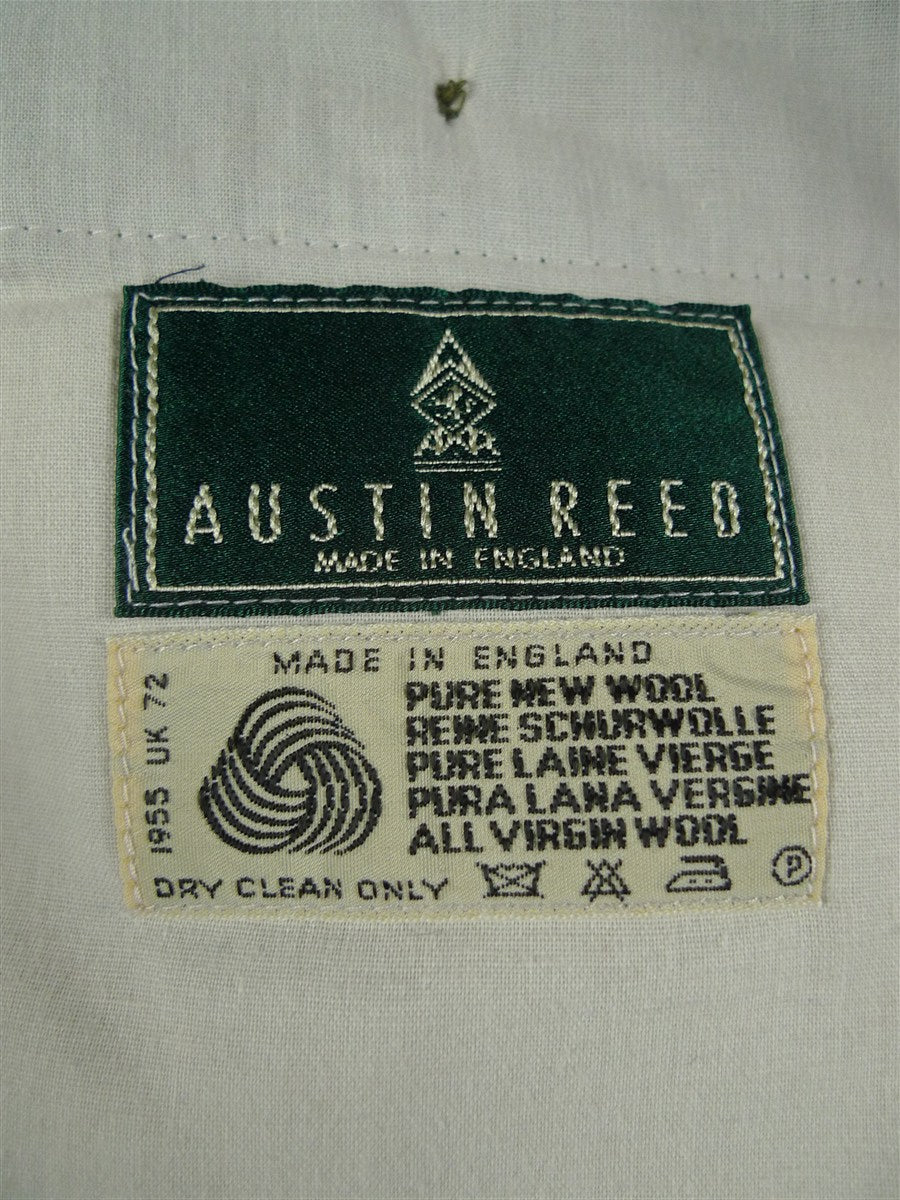 AUSTIN REED
MADE IN ENGLAND
MADE IN ENGLAND
PURE NEW WOOL
REINE SCHURWOLLE
PURE LAINE VIERGE
PURA LANA VERGINE
ALL VIRGIN WOOL
1955 UK 72
DRY CLEAN ONLY
P